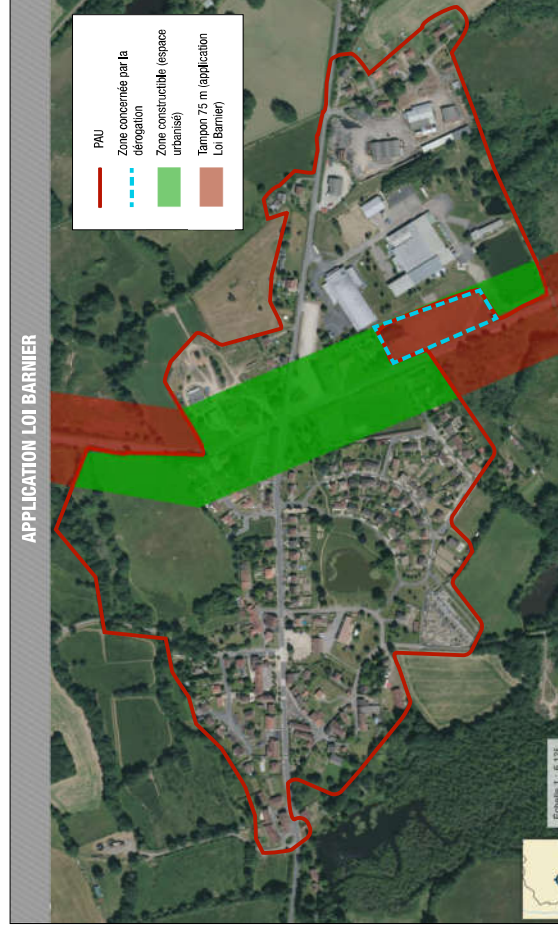 APPLICATION LOI BARNIER
PAU
Zone concernée par la
dérogation
Zone constructible (espace
urbanisé)
Tampon 75 m (application
Loi Barnier)